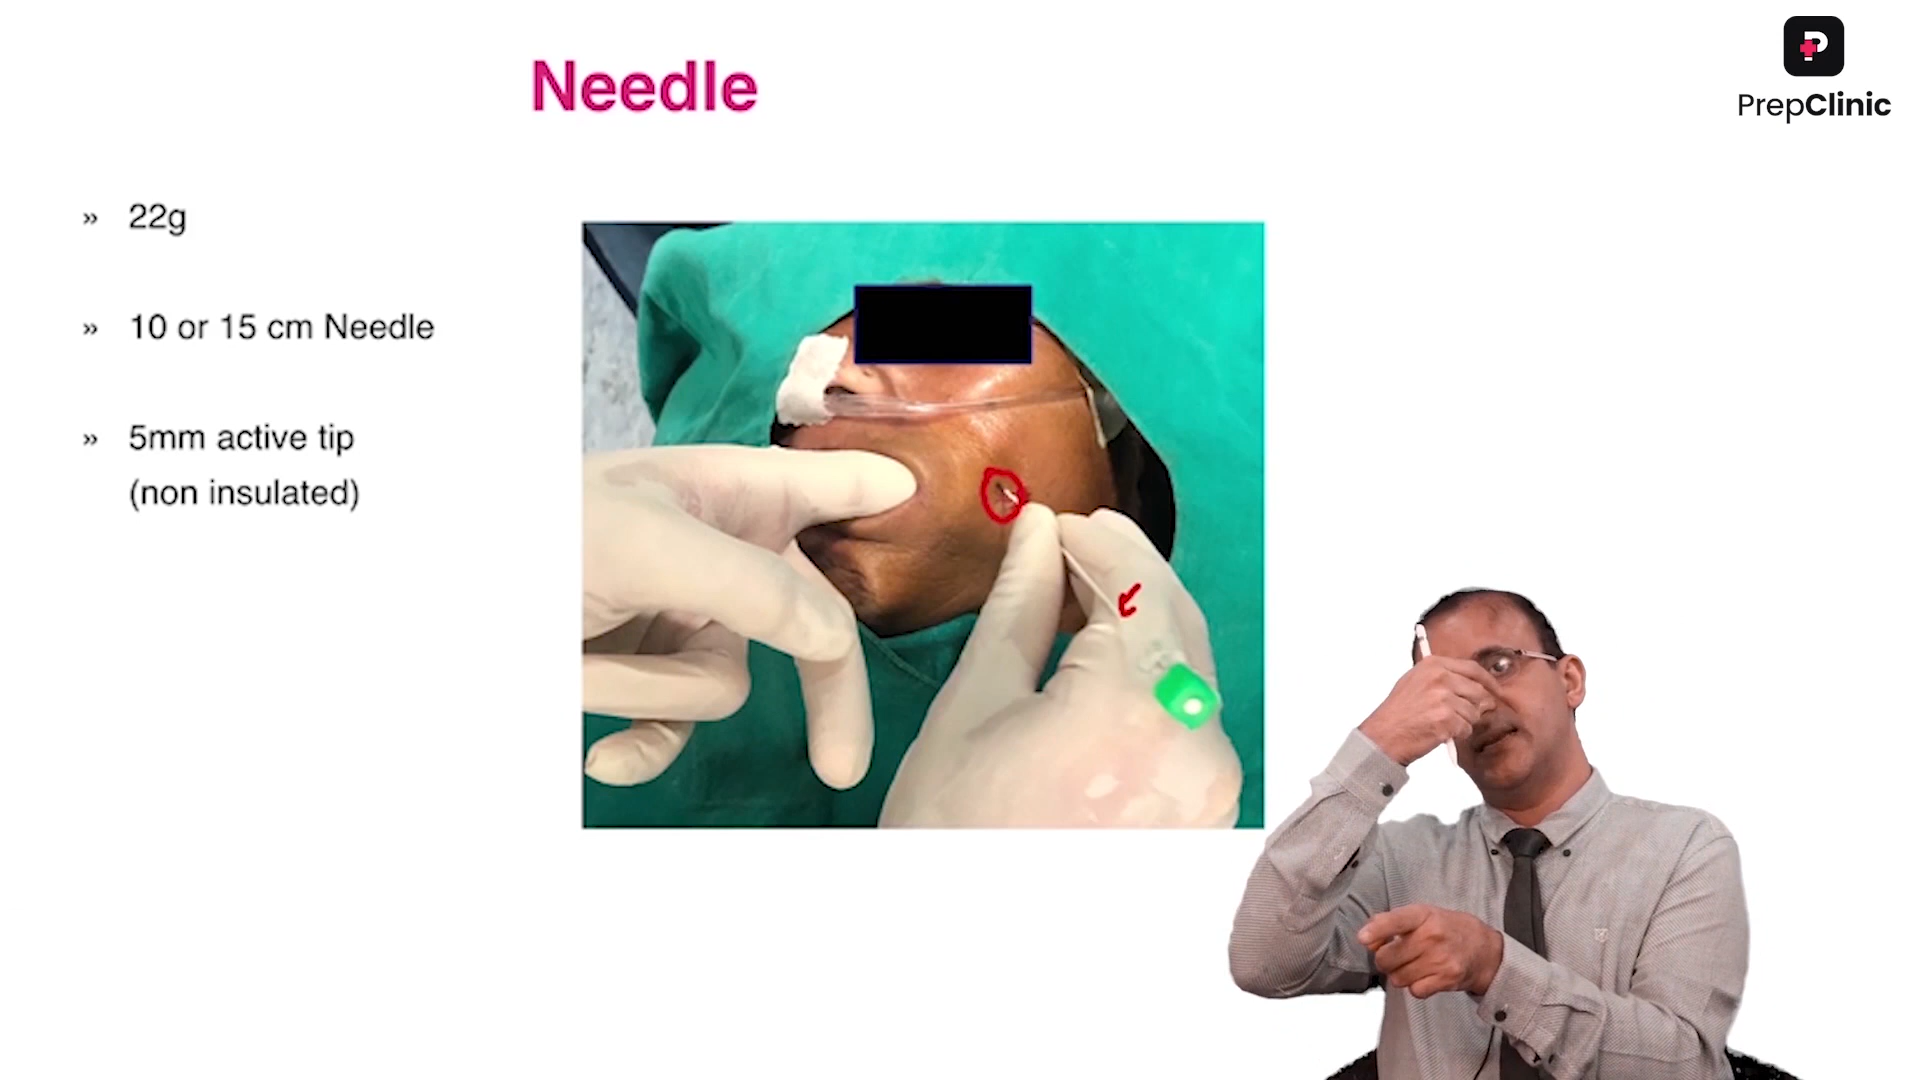 Needle
PrepClinic
» 22g
» 10 or 15 cm Needle
» 5mm active tip
(non insulated)